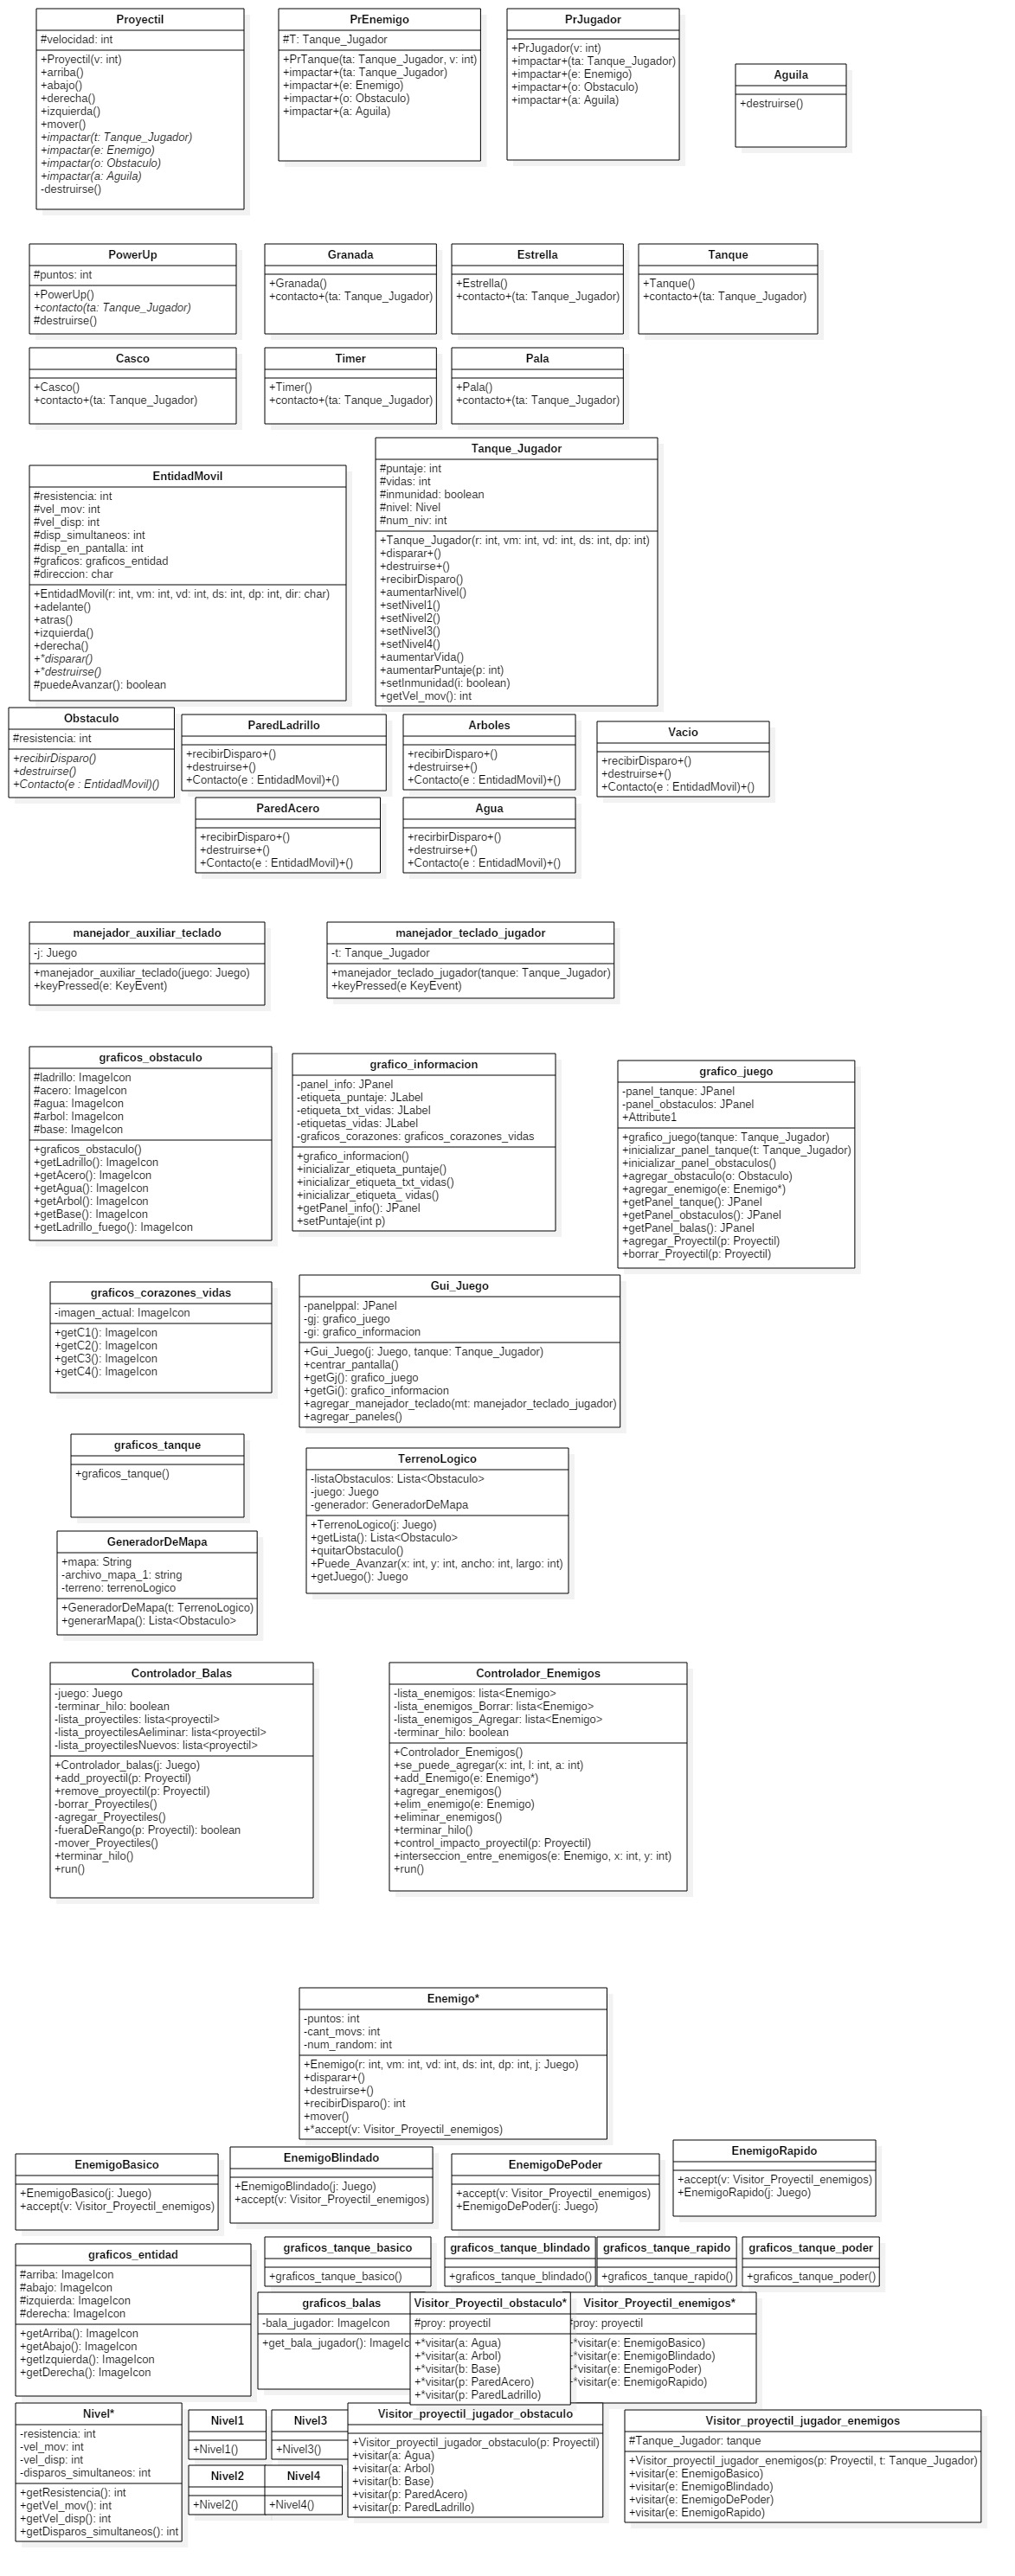 Proyectil
#velocidad: int
+Proyectil(v: int)
+arriba()
+abajo()
+derecha()
+izquierda()
+mover()
+impactar(t: Tanque_Jugador)
+impactar(e: Enemigo)
+impactar(o: Obstaculo)
+impactar(a: Aguila)
-destruirse()
PrEnemigo
#T: Tanque_Jugador
+PrTanque(ta: Tanque_Jugador, v: int)
+impactar+(ta: Tanque_Jugador)
+impactar+(e: Enemigo)
+impactar+(o: Obstaculo)
+impactar+(a: Aguila)
PrJugador
+PrJugador(v: int)
+impactar+(ta: Tanque_Jugador)
+impactar+(e: Enemigo)
+impactar+(o: Obstaculo)
+impactar+(a: Aguila)
Aguila
+destruirse()
PowerUp
#puntos: int
+PowerUp()
+contacto(ta: Tanque_Jugador)
#destruirse()
Granada
+Granada()
+contacto+(ta: Tanque_Jugador)
Estrella
+Estrella()
+contacto+(ta: Tanque_Jugador)
Tanque
+Tanque()
+contacto+(ta: Tanque_Jugador)
Casco
+Casco()
+contacto+(ta: Tanque_Jugador)
Timer
+Timer()
+contacto+(ta: Tanque_Jugador)
Pala
+Pala()
+contacto+(ta: Tanque_Jugador)
EntidadMovil
#resistencia: int
#vel_mov: int
#vel_disp: int
#disp_simultaneos: int
#disp_en_pantalla: int
#graficos: graficos_entidad
#direccion: char
+EntidadMovil(r: int, vm: int, vd: int, ds: int, dp: int, dir: char)
+adelante()
+atras()
+izquierda()
+derecha()
+*disparar()
+*destruirse()
#puedeAvanzar(): boolean
Tanque_Jugador
#puntaje: int
#vidas: int
#inmunidad: boolean
#nivel: Nivel
#num_niv: int
+Tanque_Jugador(r: int, vm: int, vd: int, ds: int, dp: int)
+disparar+()
+destruirse+()
+recibirDisparo()
+aumentarNivel()
+setNivel1()
+setNivel2()
+setNivel3()
+setNivel4()
+aumentarVida()
+aumentarPuntaje(p: int)
+setInmunidad(i: boolean)
+getVel_mov(): int
Obstaculo
#resistencia: int
+recibirDisparo()
+destruirse()
+Contacto(e : EntidadMovil)()
ParedLadrillo
+recibirDisparo+()
+destruirse+()
+Contacto(e : EntidadMovil)+()
Arboles
+recibirDisparo+()
+destruirse+()
+Contacto(e : EntidadMovil)+()
Vacio
+recibirDisparo+()
+destruirse+()
+Contacto(e : EntidadMovil)+()
ParedAcero
+recibirDisparo+()
+destruirse+()
+Contacto(e : EntidadMovil)+()
Agua
+recirbirDisparo+()
+destruirse+()
+Contacto(e : EntidadMovil)+()
manejador_auxiliar_teclado
-j: Juego
+manejador_auxiliar_teclado(juego: Juego)
+keyPressed(e: KeyEvent)
manejador_teclado_jugador
-t: Tanque_Jugador
+manejador_teclado_jugador(tanque: Tanque_Jugador)
+keyPressed(e KeyEvent)
graficos_obstaculo
#ladrillo: ImageIcon
#acero: ImageIcon
#agua: ImageIcon
#arbol: ImageIcon
#base: ImageIcon
+graficos_obstaculo()
+getLadrillo(): ImageIcon
+getAcero(): ImageIcon
+getAgua(): ImageIcon
+getArbol(): ImageIcon
+getBase(): ImageIcon
+getLadrillo_fuego(): ImageIcon
grafico_informacion
-panel_info: JPanel
-etiqueta_puntaje: JLabel
-etiqueta_txt_vidas: JLabel
-etiquetas_vidas: JLabel
-graficos_corazones: graficos_corazones_vidas
+grafico_informacion()
+inicializar_etiqueta_puntaje()
+inicializar_etiqueta_txt_vidas()
+inicializar_etiqueta_ vidas()
+getPanel_info(): JPanel
+setPuntaje(int p)
grafico_juego
-panel_tanque: JPanel
-panel_obstaculos: JPanel
+Attribute1
+grafico_juego(tanque: Tanque_Jugador)
+inicializar_panel_tanque(t: Tanque_Jugador)
+inicializar_panel_obstaculos()
+agregar_obstaculo(o: Obstaculo)
+agregar_enemigo(e: Enemigo*)
+getPanel_tanque(): JPanel
+getPanel_obstaculos(): JPanel
+getPanel_balas(): JPanel
+agregar_Proyectil(p: Proyectil)
+borrar_Proyectil(p: Proyectil)
graficos_corazones_vidas
-imagen_actual: ImageIcon
+getC1(): ImageIcon
+getC2(): ImageIcon
+getC3(): ImageIcon
+getC4(): ImageIcon
Gui_Juego
-panelppal: JPanel
-gj: grafico_juego
-gi: grafico_informacion
+Gui_Juego(j: Juego, tanque: Tanque_Jugador)
+centrar_pantalla()
+getGj(): grafico_juego
+getGi(): grafico_informacion
+agregar_manejador_teclado(mt: manejador_teclado_jugador)
+agregar_paneles()
graficos_tanque
+graficos_tanque()
TerrenoLogico
-listaObstaculos: Lista<Obstaculo>
-juego: Juego
-generador: GeneradorDeMapa
+TerrenoLogico(j: Juego)
+getLista(): Lista<Obstaculo>
+quitarObstaculo()
+Puede_Avanzar(x: int, y: int, ancho: int, largo: int)
+getJuego(): Juego
GeneradorDeMapa
+mapa: String
-archivo_mapa_1: string
-terreno: terrenoLogico
+GeneradorDeMapa(t: TerrenoLogico)
+generarMapa(): Lista<Obstaculo>
Controlador_Balas
-juego: Juego
-terminar_hilo: boolean
-lista_proyectiles: lista<proyectil>
-lista_proyectilesAeliminar: lista<proyectil>
-lista_proyectilesNuevos: lista<proyectil>
+Controlador_balas(j: Juego)
+add_proyectil(p: Proyectil)
+remove_proyectil(p: Proyectil)
-borrar_Proyectiles()
-agregar_Proyectiles()
-fueraDeRango(p: Proyectil): boolean
-mover_Proyectiles()
+terminar_hilo()
+run()
Controlador_Enemigos
-lista_enemigos: lista<Enemigo>
-lista_enemigos_Borrar: lista<Enemigo>
-lista_enemigos_Agregar: lista<Enemigo>
-terminar_hilo: boolean
+Controlador_Enemigos()
+se_puede_agregar(x: int, l: int, a: int)
+add_Enemigo(e: Enemigo*)
+agregar_enemigos()
+elim_enemigo(e: Enemigo)
+eliminar_enemigos()
+terminar_hilo()
+control_impacto_proyectil(p: Proyectil)
+interseccion_entre_enemigos(e: Enemigo, x: int, y: int)
+run()
Enemigo*
-puntos: int
-cant_movs: int
-num_random: int
+Enemigo(r: int, vm: int, vd: int, ds: int, dp: int, j: Juego)
+disparar+()
+destruirse+()
+recibirDisparo(): int
+mover()
+*accept(v: Visitor_Proyectil_enemigos)
EnemigoBasico
+EnemigoBasico(j: Juego)
+accept(v: Visitor_Proyectil_enemigos)
EnemigoBlindado
+EnemigoBlindado(j: Juego)
+accept(v: Visitor_Proyectil_enemigos)
EnemigoDePoder
+accept(v: Visitor_Proyectil_enemigos)
+EnemigoDePoder(j: Juego)
EnemigoRapido
+accept(v: Visitor_Proyectil_enemigos)
+EnemigoRapido(j: Juego)
graficos_entidad
#arriba: ImageIcon
#abajo: ImageIcon
#izquierda: ImageIcon
#derecha: ImageIcon
+getArriba(): ImageIcon
+getAbajo(): ImageIcon
+getIzquierda(): ImageIcon
+getDerecha(): ImageIcon
graficos_tanque_basico
+graficos_tanque_basico()
graficos_tanque_blindado
+graficos_tanque_blindado()
graficos_tanque_rapido
+graficos_tanque_rapido()
graficos_tanque_poder
+graficos_tanque_poder()
graficos_balas
-bala_jugador: ImageIcon
+get_bala_jugador():
Visitor_Proyectil_obstaculo*
#proy: proyectil
+*visitar(a: Agua)
+*visitar(a: Arbol)
+*visitar(b: Base)
+*visitar(p: ParedAcero)
+*visitar(p: ParedLadrillo)
Visitor_Proyectil_enemigos*
#proy: proyectil
+*visitar(e: EnemigoBasico)
+*visitar(e: EnemigoBlindado)
+*visitar(e: EnemigoPoder)
+*visitar(e: EnemigoRapido)
Nivel*
-resistencia: int
-vel_mov: int
-vel_disp: int
-disparos_simultaneos: int
+getResistencia(): int
+getVel_mov(): int
+getVel_disp(): int
+getDisparos_simultaneos(): int
Nivel1
+Nivel1()
Nivel3
+Nivel3()
Nivel2
+Nivel2()
Nivel4
+Nivel4()
Visitor_proyectil_jugador_obstaculo
+Visitor_proyectil_jugador_obstaculo(p: Proyectil)
+visitar(a: Agua)
+visitar(a: Arbol)
+visitar(b: Base)
+visitar(p: ParedAcero)
+visitar(p: ParedLadrillo)
Visitor_proyectil_jugador_enemigos
#Tanque_Jugador: tanque
+Visitor_proyectil_jugador_enemigos(p: Proyectil, t: Tanque_Jugador)
+visitar(e: EnemigoBasico)
+visitar(e: EnemigoBlindado)
+visitar(e: EnemigoDePoder)
+visitar(e: EnemigoRapido)